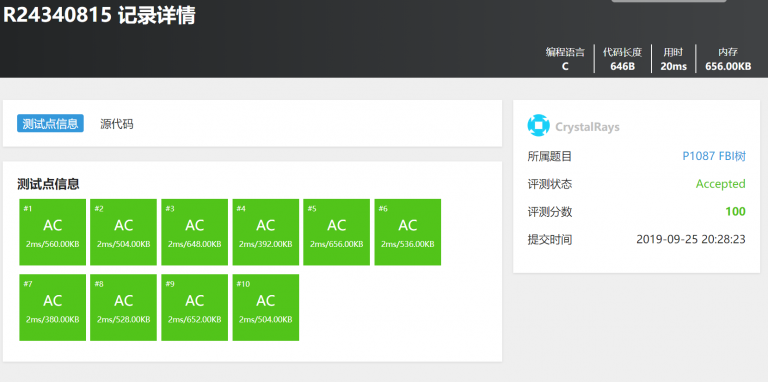 R24340815 记录详情
编程语言 代码长度 用时 内存
C 646B 20ms 656.00KB
测试点信息 源代码
CrystalRays
所属题目 P1087 FBI树
评测状态 Accepted
评测分数 100
提交时间 2019-09-25 20:28:23
测试点信息
#1 #2 #3 #4 #5 #6
AC AC AC AC AC AC
2ms/560.00KB 2ms/504.00KB 2ms/648.00KB 2ms/392.00KB 2ms/656.00KB 2ms/536.00KB
#7 #8 #9 #10
AC AC AC AC
2ms/380.00KB 2ms/528.00KB 2ms/652.00KB 2ms/504.00KB